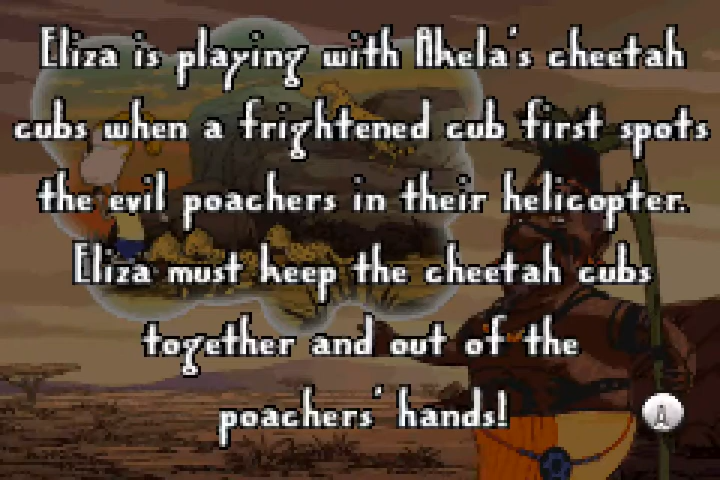 Eliza is playing with Akela's cheetah
cubs when a frightened cub first spots
the evil poachers in their helicopter.
Eliza must keep the cheetah cubs
together and out of the
poachers' hands!
A